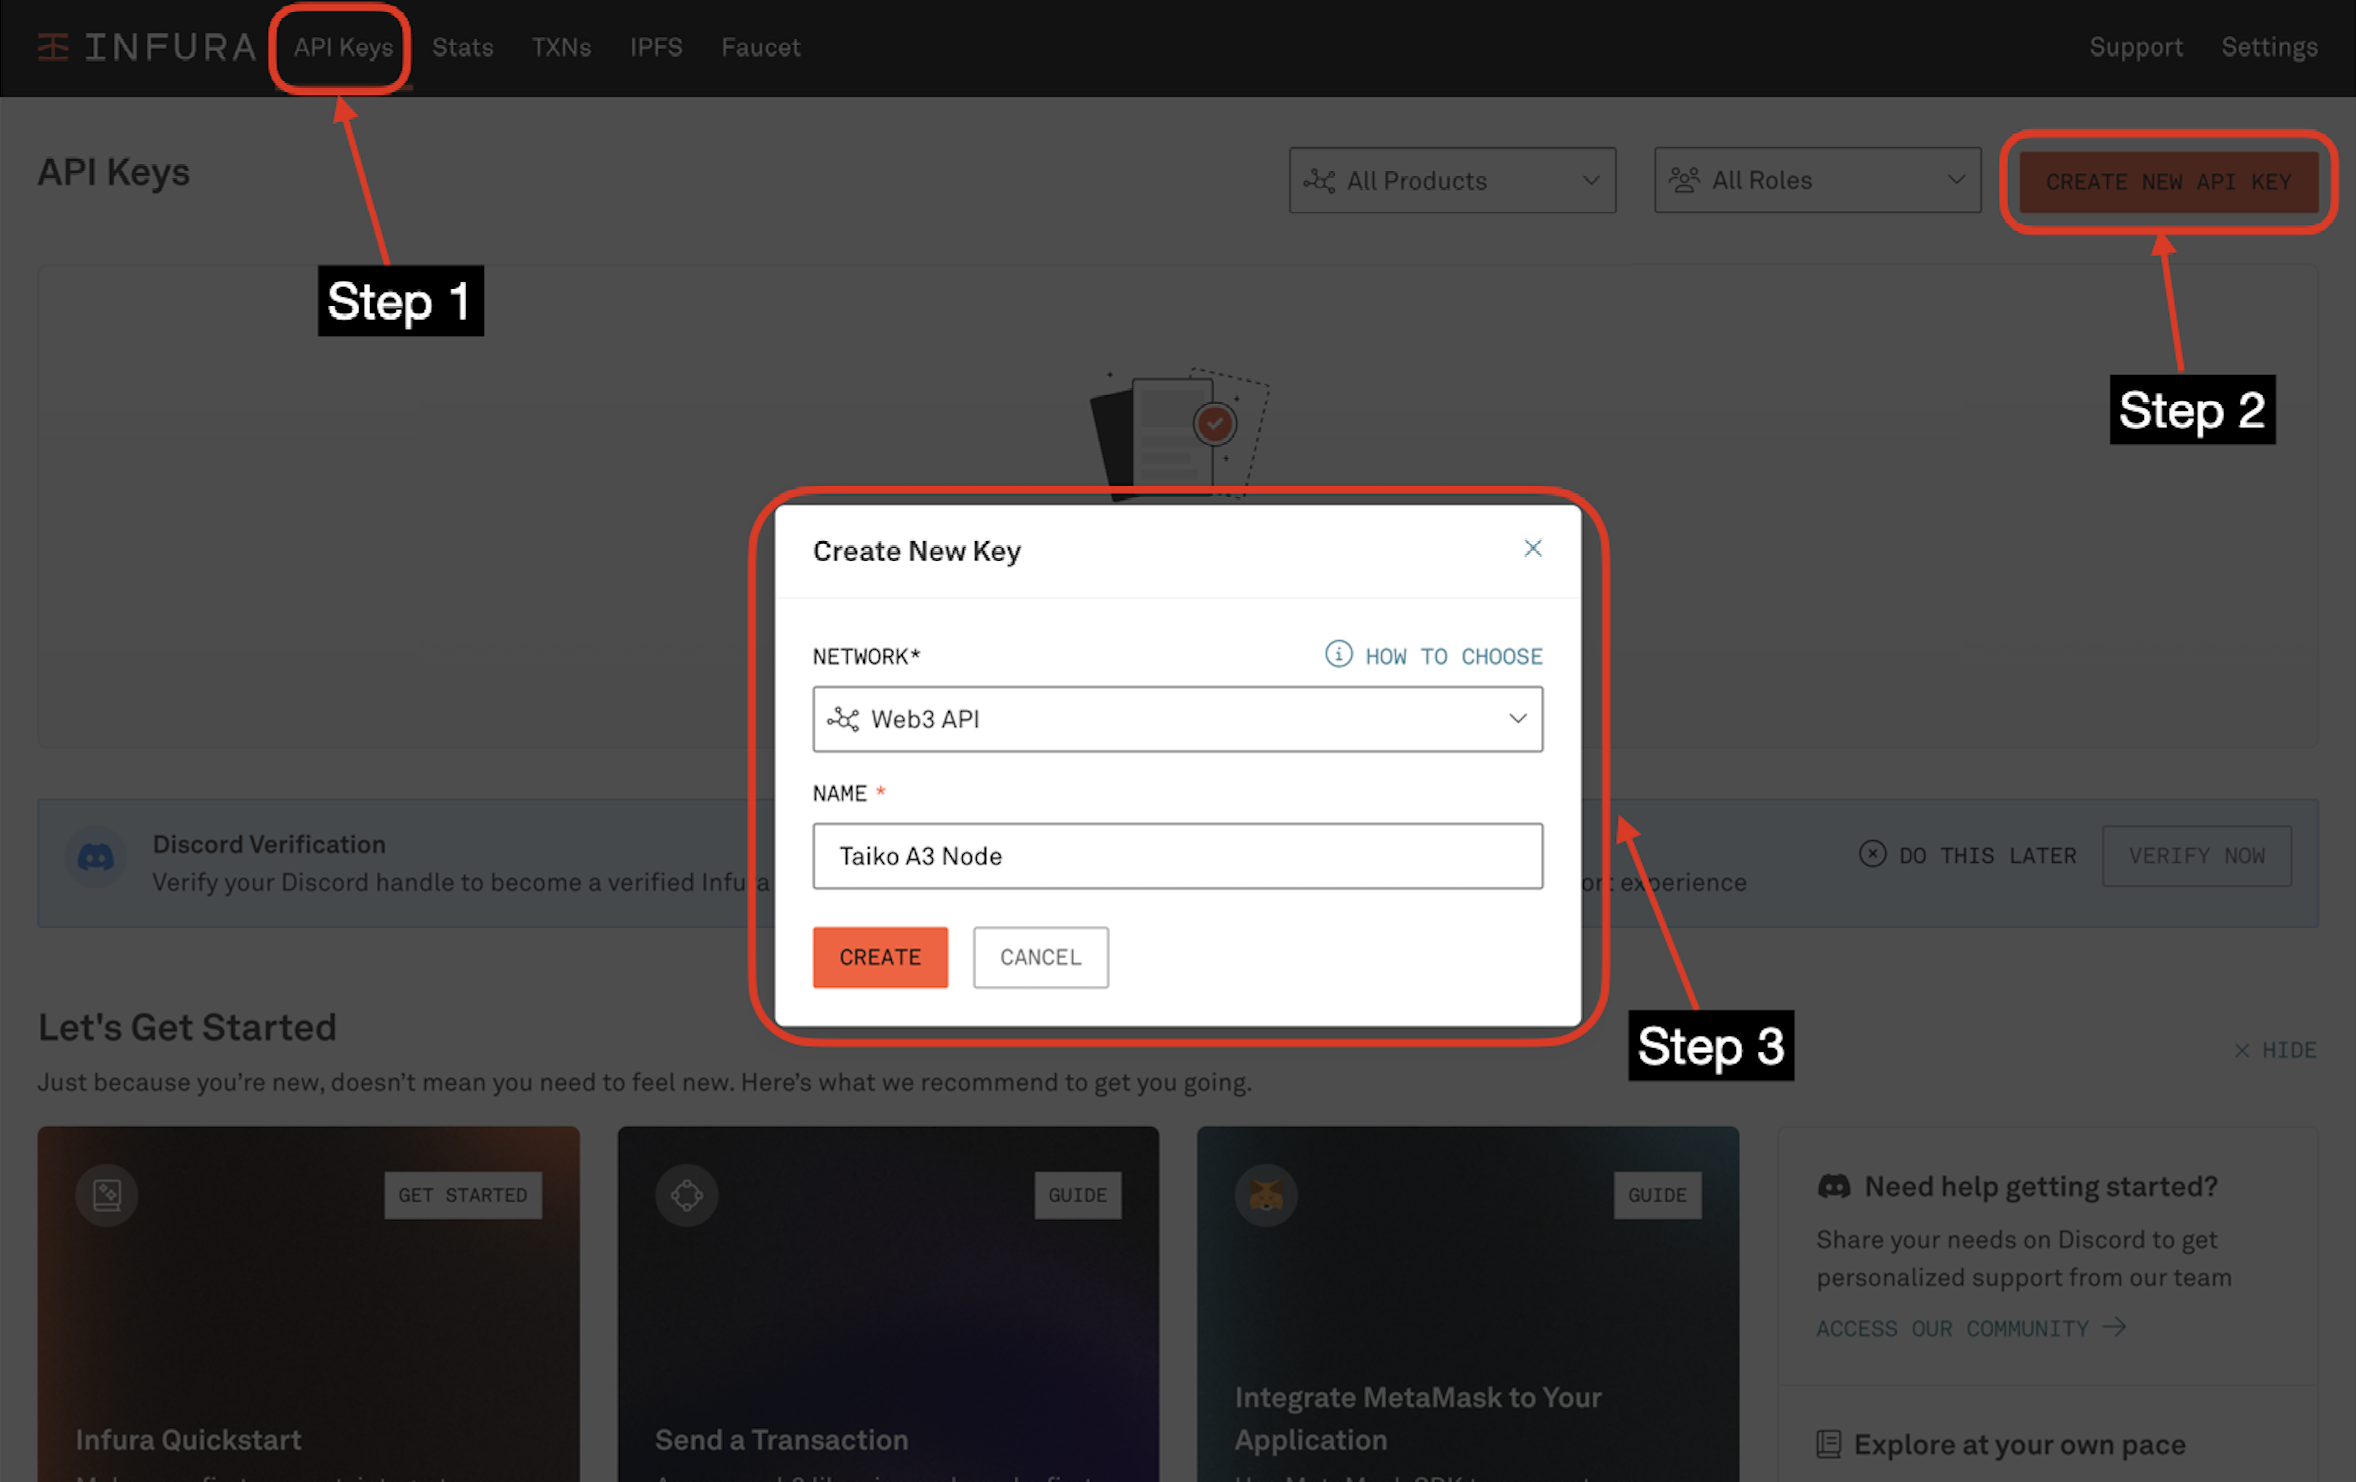 INFURA API Keys Stats TXNs IPFS Faucet Support Settings
API Keys
All Products
All Roles
CREATE NEW API KEY
Step 1
Step 2
Create New Key
NETWORK*
HOW TO CHOOSE
Web3 API
NAME *
Taiko A3 Node
CREATE CANCEL
Step 3
Discord Verification
Verify your Discord handle to become a verified Infura
experience
DO THIS LATER
VERIFY NOW
Let's Get Started
HIDE
Just because you’re new, doesn’t mean you need to feel new. Here’s what we recommend to get you going.
GET STARTED
Infura Quickstart
GUIDE
Send a Transaction
GUIDE
Integrate MetaMask to Your
Application
Need help getting started?
Share your needs on Discord to get
personalized support from our team
ACCESS OUR COMMUNITY
Explore at your own pace